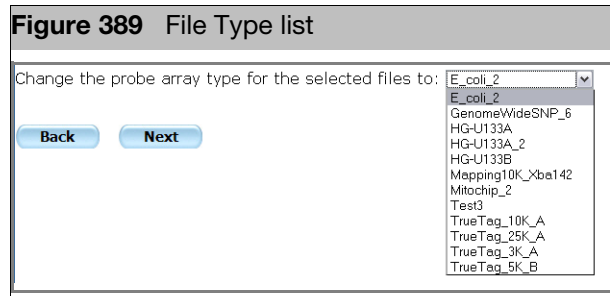 Figure 389 File Type list
Change the probe array type for the selected files to: E_coli_2
E_coli_2
GenomeWideSNP_6
HG-U133A
HG-U133A_2
HG-U133B
Mapping10K_Xba142
Mitochip_2
Test3
TrueTag_10K_A
TrueTag_25K_A
TrueTag_3K_A
TrueTag_5K_B
Back Next